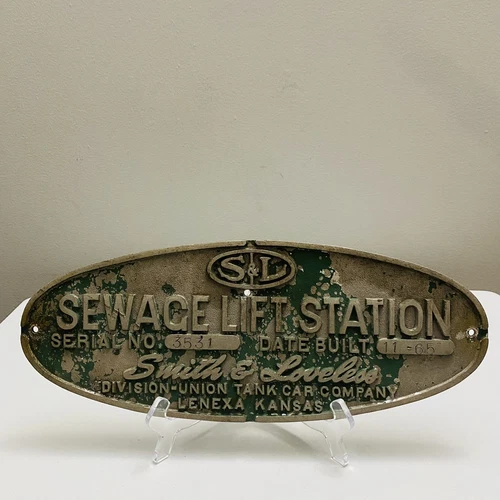 S&L
SEWAGE LIFT STATION
SERIAL NO. 3531 DATE BUILT 11-65
Smith & Loveless
DIVISION-UNION TANK CAR COMPANY
LENEXA KANSAS